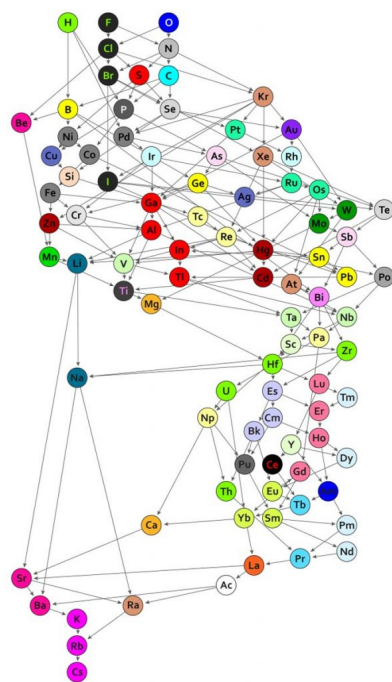 H F O
Cl N
Br S C
Kr
Be B P Se
Ni Pd Pt Au
Cu Co Ir As Xe Rh
Si
Fe I Ge Ag Ru Os
Ga Mo W Te
Zn Cr Tc
Al Re Sb
Mn Li V In Hg Sn
Ti Tl Cd At Pb Po
Mg Bi
Ta Nb
Sc Pa
Hf Zr
Na U Es Lu Tm
Np Cm Er
Bk Y Ho
Pu Ce Gd Dy
Th Eu
Ca Yb Sm Tb Pm
Pr Nd
Sr La
Ac
Ba Ra
K
Rb
Cs